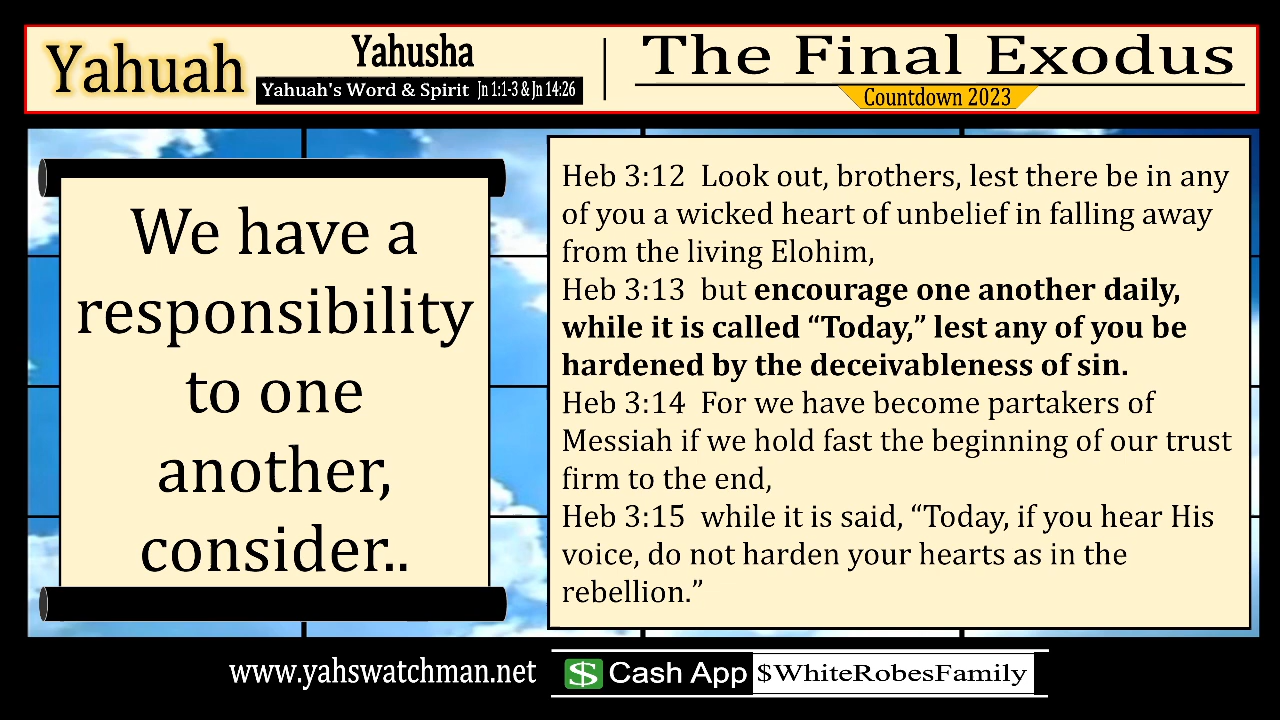 Yahuah
Yahusha
Yahuah's Word & Spirit Jn 1:1-3 & Jn 14:26
The Final Exodus
Countdown 2023
We have a
responsibility
to one
another,
consider..
Heb 3:12 Look out, brothers, lest there be in any
of you a wicked heart of unbelief in falling away
from the living Elohim,
Heb 3:13 but encourage one another daily,
while it is called “Today,” lest any of you be
hardened by the deceivableness of sin.
Heb 3:14 For we have become partakers of
Messiah if we hold fast the beginning of our trust
firm to the end,
Heb 3:15 while it is said, “Today, if you hear His
voice, do not harden your hearts as in the
rebellion.”
www.yahswatchman.net
$ Cash App $WhiteRobesFamily